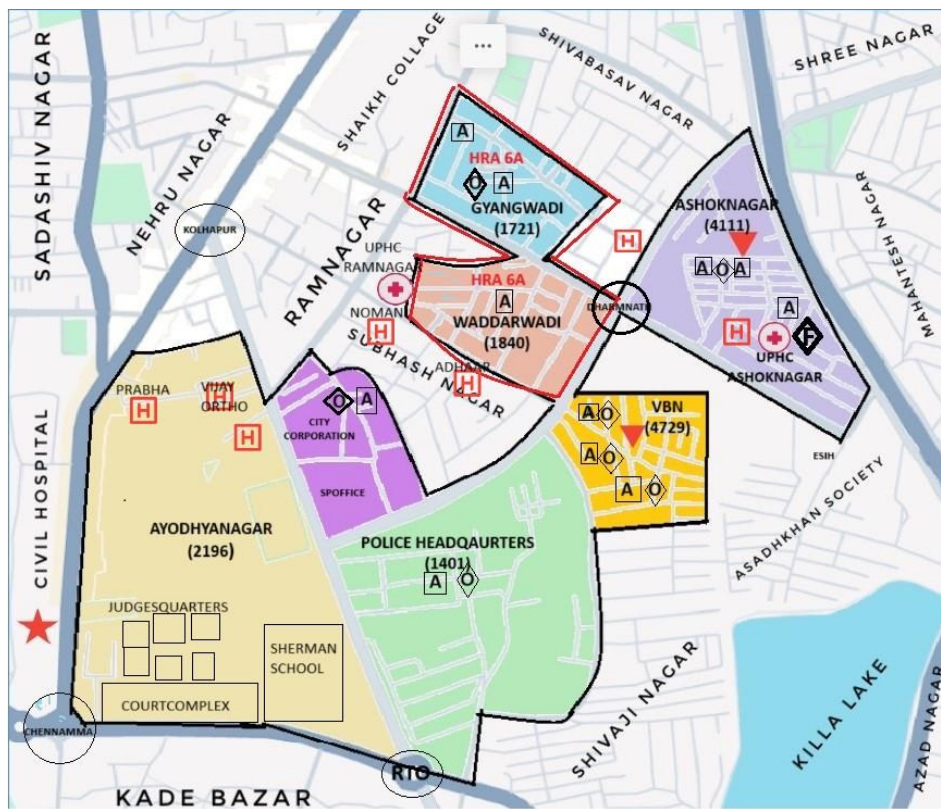 ...
SADASHIV NAGAR
NEHRU NAGAR
SHAIKH COLLAGE
SHIVABASAV NAGAR
SHREE NAGAR
KOLHAPUR
RAMNAGAR
A
HRA 6A
O
A
GYANGWADI
(1721)
ASHOKNAGAR
(4111)
H
A
O
A
MAHANTESH NAGAR
UPHC
RAMNAGA
HRA 6A
A
WADDARWADI
(1840)
DHARMNATH
A
H
F
UPHC
ASHOKNAGAR
NOMAN
H
SUBHASH NAGAR
ADHAAR
H
PRABHA
H
VIJAY
ORTHO
H
H
O
A
CITY
CORPORATION
SPOFFICE
VBN
(4729)
A
O
A
O
A
O
ESIH
ASADHKHAN SOCIETY
CIVIL HOSPITAL
AYODHYANAGAR
(2196)
POLICE HEADQAURTERS
(1401)
A
O
JUDGESQUARTERS
SHERMAN
SCHOOL
COURTCOMPLEX
CHENNAMMA
RTO
SHIVAJI NAGAR
KILLA LAKE
AZAD NAGAR
KADE BAZAR